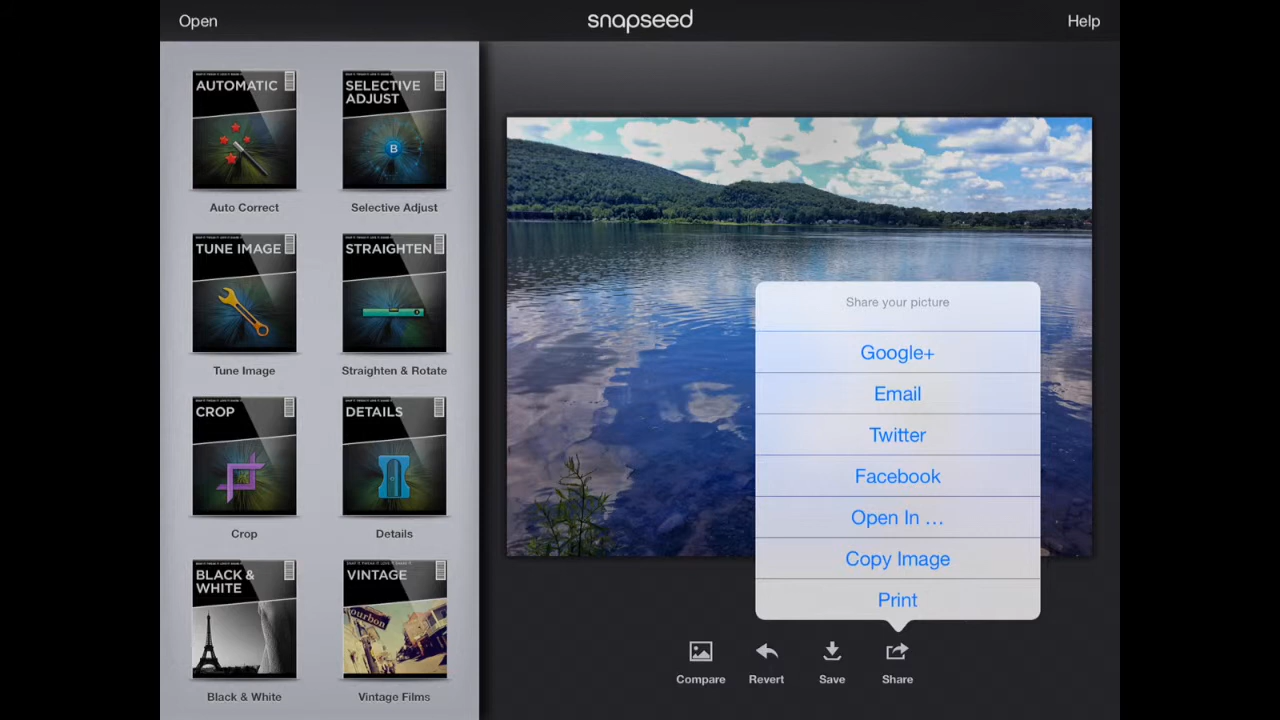 Open
snapseed
Help
AUTOMATIC
Auto Correct
SELECTIVE
ADJUST
B
Selective Adjust
TUNE IMAGE
Tune Image
STRAIGHTEN
Straighten & Rotate
CROP
Crop
DETAILS
Details
BLACK &
WHITE
Black & White
VINTAGE
ourbon
Vintage Films
Share your picture
Google+
Email
Twitter
Facebook
Open In ...
Copy Image
Print
Compare
Revert
Save
Share